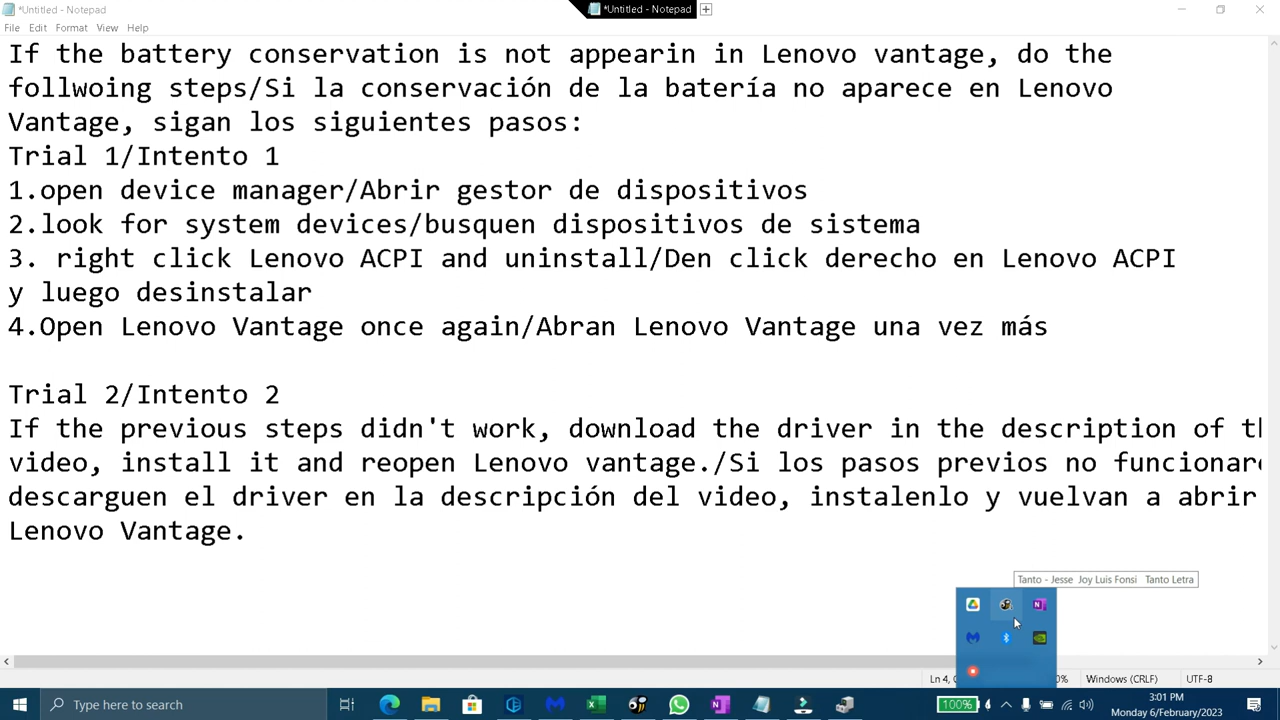 *Untitled - Notepad
*Untitled - Notepad
File Edit Format View Help
If the battery conservation is not appearin in Lenovo vantage, do the
follwoing steps/Si la conservación de la batería no aparece en Lenovo
Vantage, sigan los siguientes pasos:
Trial 1/Intento 1
1.open device manager/Abrir gestor de dispositivos
2.look for system devices/busquen dispositivos de sistema
3. right click Lenovo ACPI and uninstall/Den click derecho en Lenovo ACPI
y luego desinstalar
4.Open Lenovo Vantage once again/Abran Lenovo Vantage una vez más
Trial 2/Intento 2
If the previous steps didn't work, download the driver in the description of
video, install it and reopen Lenovo vantage./Si los pasos previos no
descarguen el driver en la descripción del video, instalenlo y vuelvan a abrir
Lenovo Vantage.
Tanto - Jesse Joy Luis Fonsi Tanto Letra
Ln 4, Windows (CRLF) UTF-8
Type here to search
100%
3:01 PM
Monday 6/February/2023